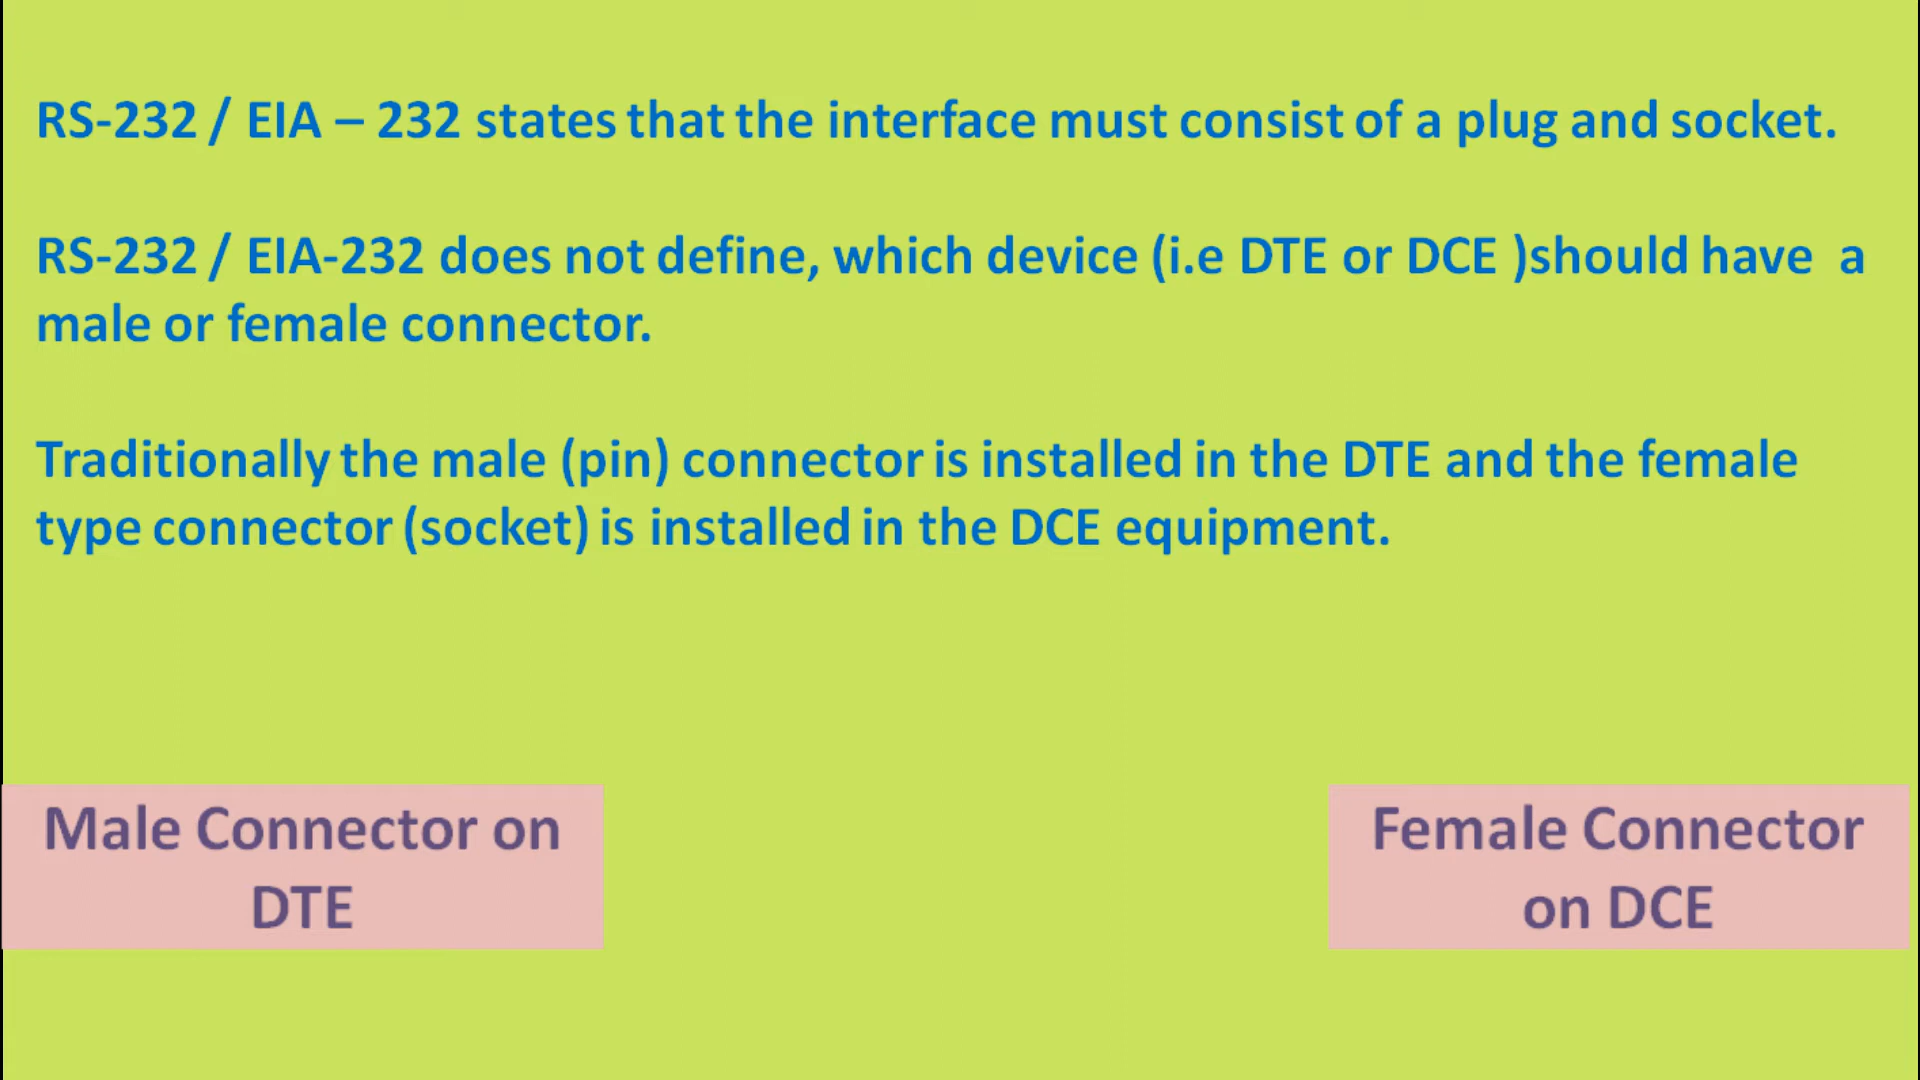 RS-232 / EIA – 232 states that the interface must consist of a plug and socket.
RS-232 / EIA-232 does not define, which device (i.e DTE or DCE )should have  a
male or female connector.
Traditionally the male (pin) connector is installed in the DTE and the female
type connector (socket) is installed in the DCE equipment.
Male Connector on
DTE
Female Connector
on DCE